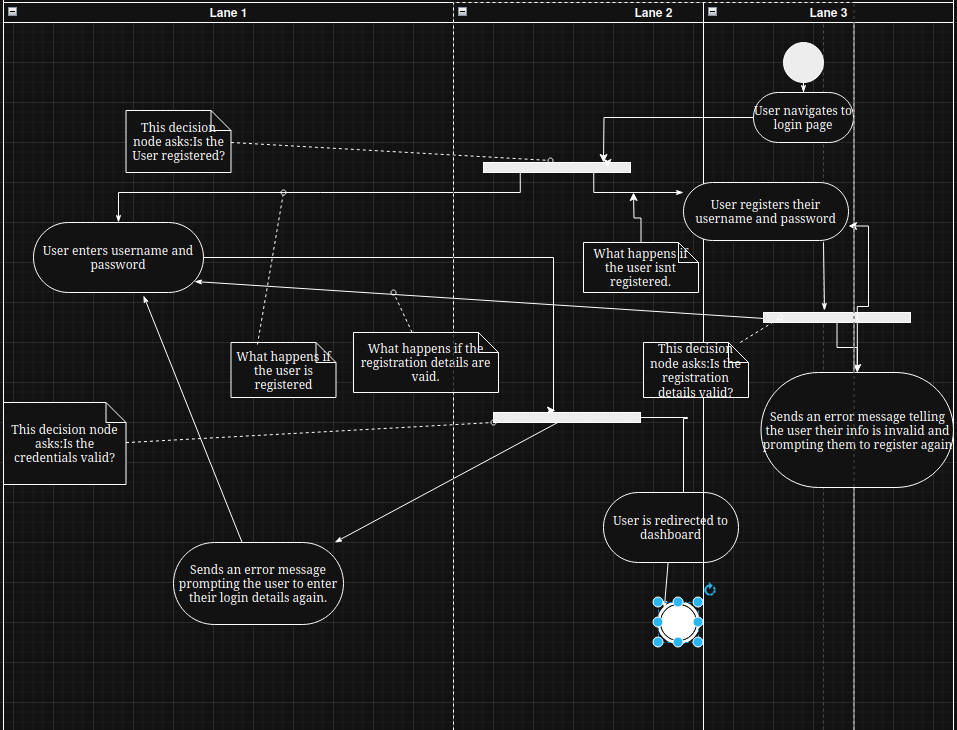 Lane 1
Lane 2
Lane 3
User navigates to
login page
This decision
node asks:Is the
User registered?
User registers their
username and password
User enters username and
password
What happens if
the user isnt
registered.
What happens if
the user is
registered
What happens if the
registration details are
vaid.
This decision
node asks:Is the
registration
details valid?
Sends an error message telling
the user their info is invalid and
prompting them to register again
This decision node
asks:Is the
credentials valid?
User is redirected to
dashboard
Sends an error message
prompting the user to enter
their login details again.